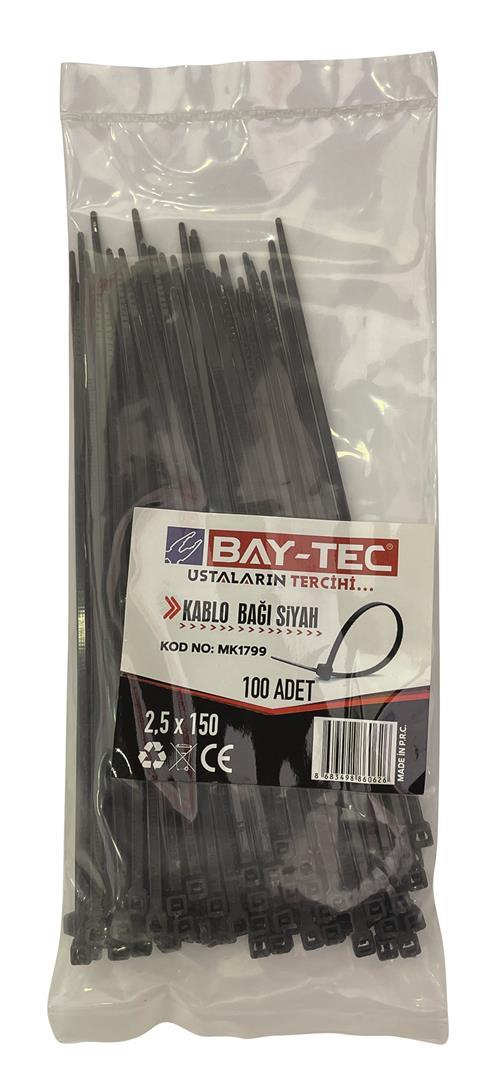 BAY-TEC®
USTALARIN TERCİHİ...
KABLO BAĞI SİYAH
KOD NO: MK1799
100 ADET
2,5 x 150
CE
8 683498 860626
MADE İN P.R.C.